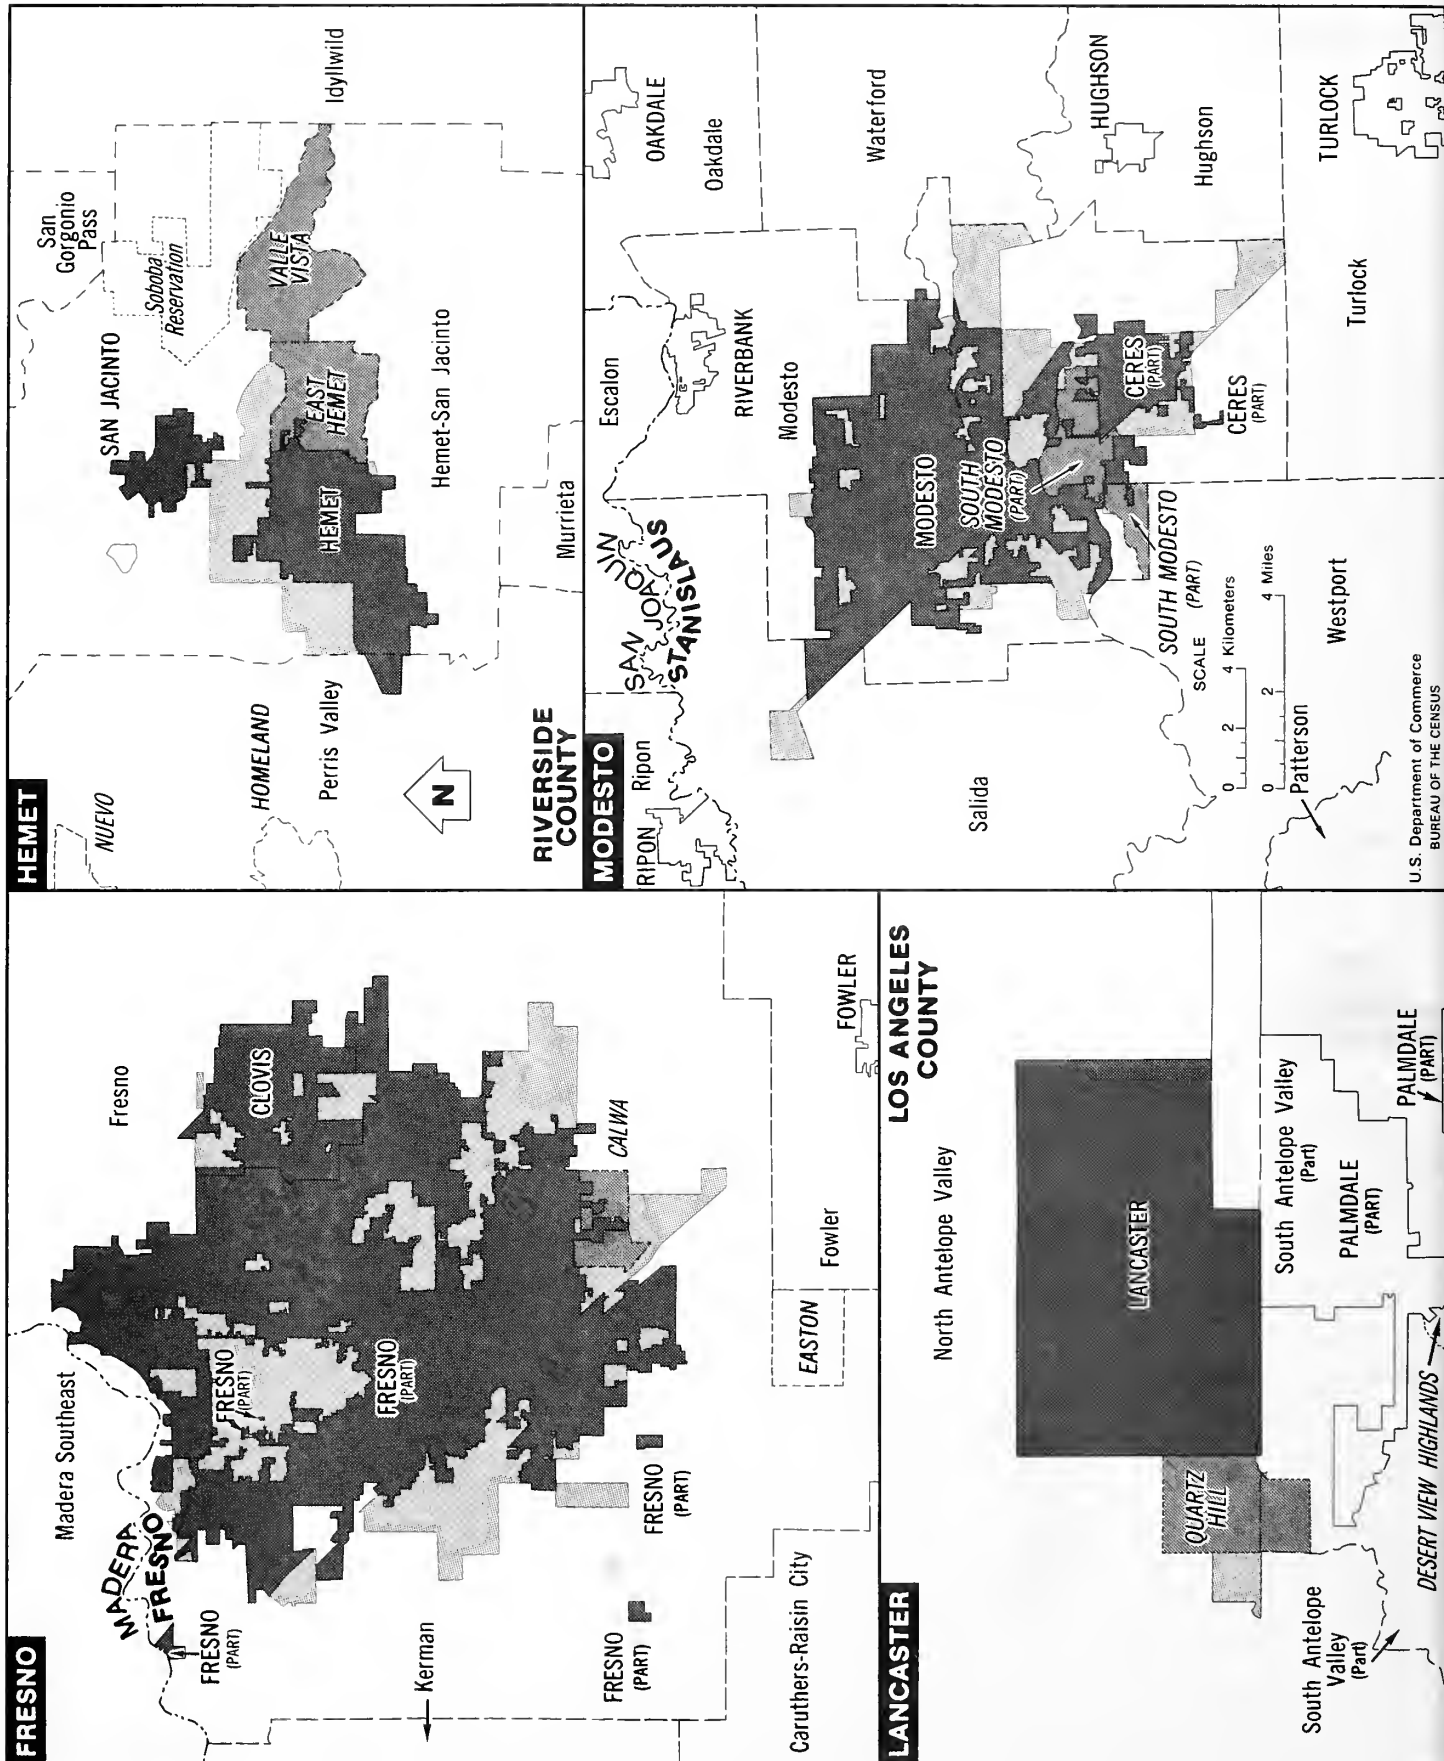 FRESNO
Madera Southeast
MADERA
FRESNO
Fresno
CLOVIS
FRESNO
(PART)
FRESNO
(PART)
FRESNO
(PART)
Kerman
FRESNO
(PART)
FRESNO
(PART)
CALWA
Caruthers-Raisin City
EASTON
Fowler
FOWLER
HEMET
NUEVO
HOMELAND
Perris Valley
N
RIVERSIDE
COUNTY
San
Gorgonio
Pass
Soboba
Reservation
SAN JACINTO
VALLE
VISTA
Idyllwild
EAST
HEMET
HEMET
Hemet-San Jacinto
Murrieta
LANCASTER
LOS ANGELES
COUNTY
North Antelope Valley
LANCASTER
QUARTZ
HILL
South Antelope Valley
(Part)
PALMDALE
(PART)
PALMDALE
(PART)
South Antelope
Valley
(Part)
DESERT VIEW HIGHLANDS
MODESTO
RIPON
Ripon
SAN JOAQUIN
STANISLAUS
Escalon
RIVERBANK
OAKDALE
Oakdale
Modesto
Waterford
Salida
MODESTO
SOUTH
MODESTO
(PART)
CERES
(PART)
CERES
(PART)
HUGHSON
Hughson
SOUTH MODESTO
(PART)
SCALE
0 2 4 Kilometers
0 2 4 Miles
Patterson
Westport
Turlock
TURLOCK
U.S. Department of Commerce
BUREAU OF THE CENSUS